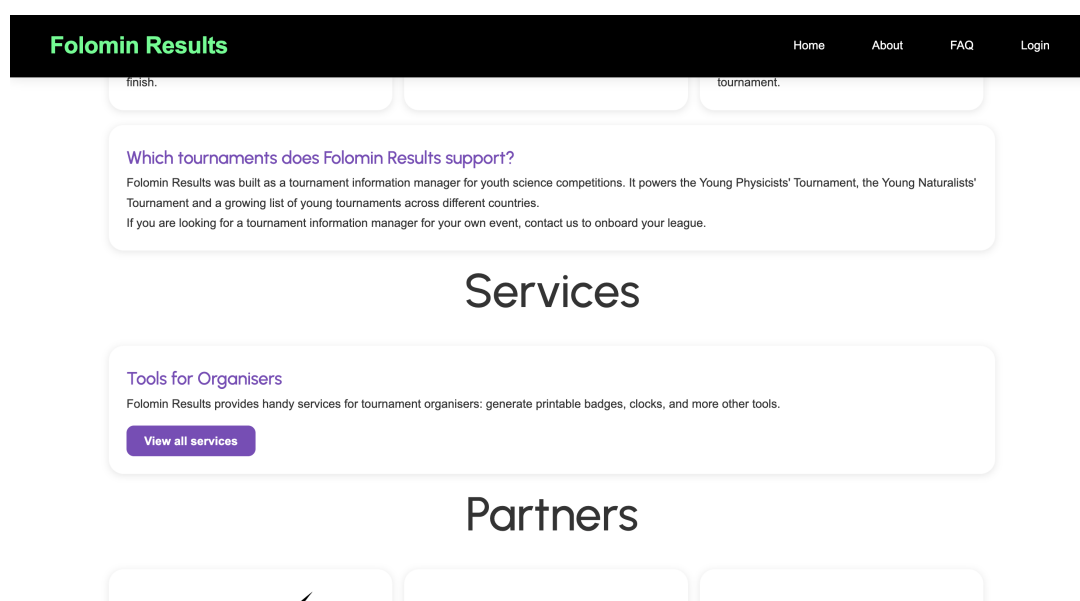 Folomin Results
Home About FAQ Login
finish.
tournament.
Which tournaments does Folomin Results support?
Folomin Results was built as a tournament information manager for youth science competitions. It powers the Young Physicists' Tournament, the Young Naturalists'
Tournament and a growing list of young tournaments across different countries.
If you are looking for a tournament information manager for your own event, contact us to onboard your league.
Services
Tools for Organisers
Folomin Results provides handy services for tournament organisers: generate printable badges, clocks, and more other tools.
View all services
Partners